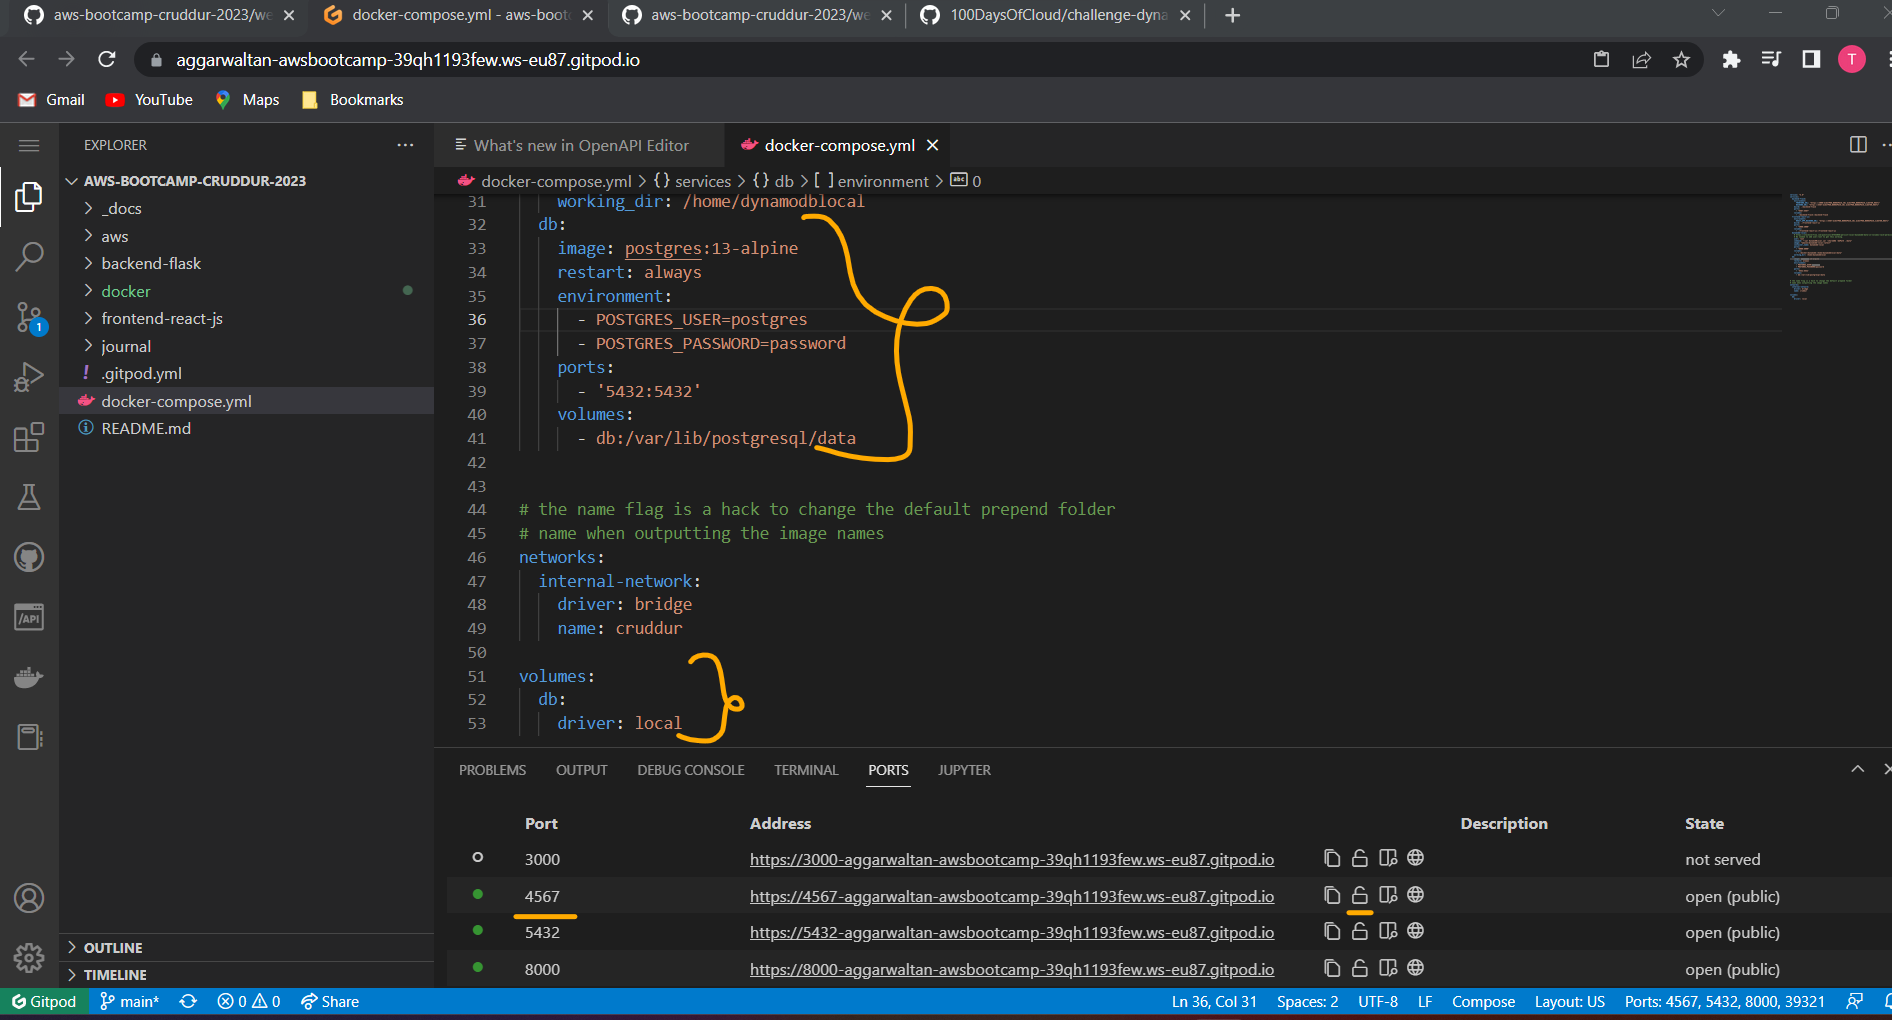 aws-bootcamp-cruddur-2023/we
docker-compose.yml - aws-boot
aws-bootcamp-cruddur-2023/we
100DaysOfCloud/challenge-dyna
aggarwaltan-awsbootcamp-39qh1193few.ws-eu87.gitpod.io
T
Gmail YouTube Maps Bookmarks
EXPLORER
What's new in OpenAPI Editor
docker-compose.yml
AWS-BOOTCAMP-CRUDDUR-2023
docker-compose.yml > {} services > {} db > [ ] environment > abc 0
_docs
aws
backend-flask
docker
frontend-react-js
journal
! .gitpod.yml
docker-compose.yml
README.md
1
/API
OUTLINE
TIMELINE
31 working_dir: /home/dynamodblocal
32 db:
33 image: postgres:13-alpine
34 restart: always
35 environment:
36 - POSTGRES_USER=postgres
37 - POSTGRES_PASSWORD=password
38 ports:
39 - '5432:5432'
40 volumes:
41 - db:/var/lib/postgresql/data
42
43
44 # the name flag is a hack to change the default prepend folder
45 # name when outputting the image names
46 networks:
47 internal-network:
48 driver: bridge
49 name: cruddur
50
51 volumes:
52 db:
53 driver: local
PROBLEMS OUTPUT DEBUG CONSOLE TERMINAL PORTS JUPYTER
Port Address Description State
3000 https://3000-aggarwaltan-awsbootcamp-39qh1193few.ws-eu87.gitpod.io not served
4567 https://4567-aggarwaltan-awsbootcamp-39qh1193few.ws-eu87.gitpod.io open (public)
5432 https://5432-aggarwaltan-awsbootcamp-39qh1193few.ws-eu87.gitpod.io open (public)
8000 https://8000-aggarwaltan-awsbootcamp-39qh1193few.ws-eu87.gitpod.io open (public)
Gitpod main* 0 0 Share Ln 36, Col 31 Spaces: 2 UTF-8 LF Compose Layout: US Ports: 4567, 5432, 8000, 39321